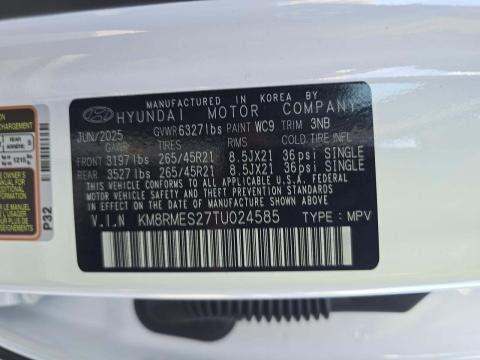 MANUFACTURED IN KOREA BY
HYUNDAI MOTOR COMPANY
JUN/2025 GVWR 6327lbs PAINT WC9 TRIM 3NB
GAWR TIRES RIMS COLD TIRE INFL
FRONT 3197lbs 265/45R21 8.5JX21 36psi SINGLE
REAR 3527lbs 265/45R21 8.5JX21 36psi SINGLE
THIS VEHICLE CONFORMS TO ALL APPLICABLE FEDERAL MOTOR VEHICLE
SAFETY, BUMPER, AND THEFT PREVENTION STANDARDS
IN EFFECT ON THE DATE OF MANUFACTURE SHOWN ABOVE.
V.I.N KM8RMES27TU024585 TYPE : MPV
P32